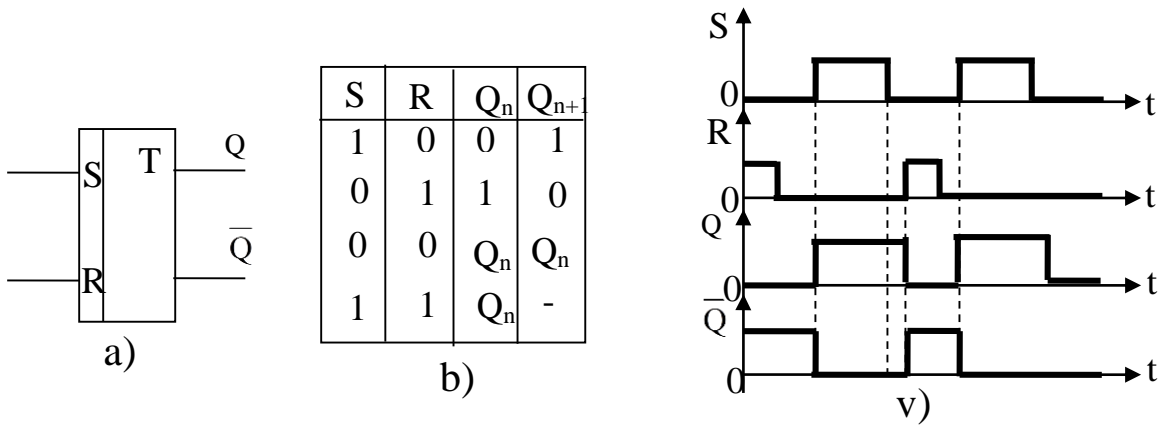 S T Q
R Q̅
a)
S R Qn Qn+1
1 0 0 1
0 1 1 0
0 0 Qn Qn
1 1 Qn -
b)
S
0 t
R
0 t
Q
0 t
Q̅
0 t
v)